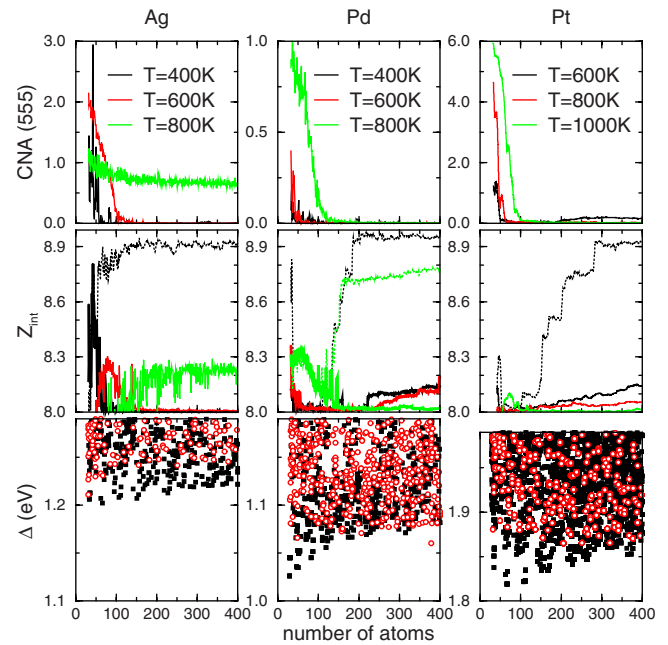 Ag Pd Pt
CNA (555)
3.0 2.0 1.0 0.0
T=400K
T=600K
T=800K
1.0 0.5 0.0
T=400K
T=600K
T=800K
6.0 4.0 2.0 0.0
T=600K
T=800K
T=1000K
Z_int
8.9 8.6 8.3 8.0
8.9 8.6 8.3 8.0
8.9 8.6 8.3 8.0
Δ (eV)
1.2 1.1
1.1 1.0
1.9 1.8
0 100 200 300 400
0 100 200 300 400
0 100 200 300 400
number of atoms